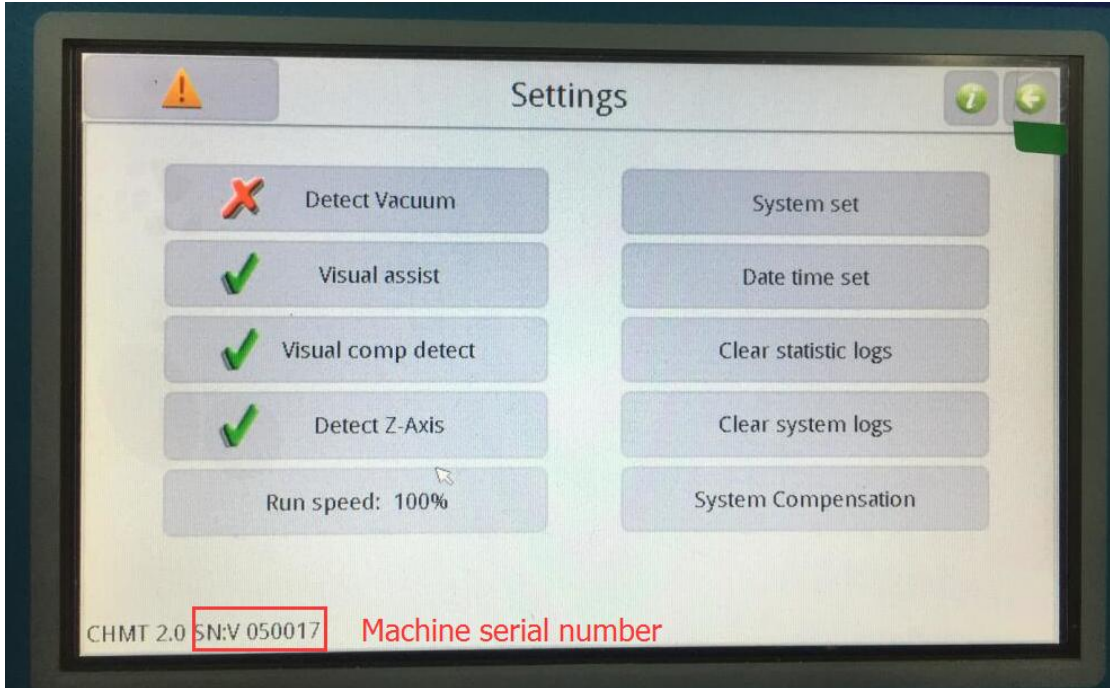 Settings
Detect Vacuum
System set
Visual assist
Date time set
Visual comp detect
Clear statistic logs
Detect Z-Axis
Clear system logs
Run speed: 100%
System Compensation
CHMT 2.0 SN:V 050017 Machine serial number